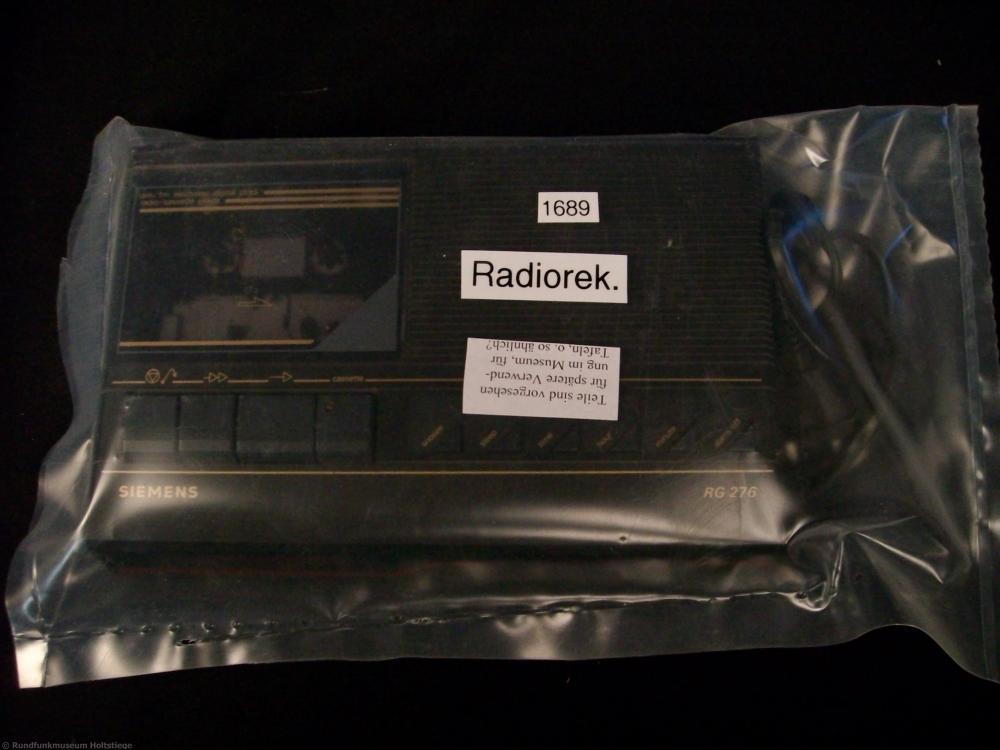 1689
Radiorek.
Teile sind vorgesehen
für spätere Verwend-
ung im Museum, für
Tafeln, o. so ähnlich?
cassette
SIEMENS
RG 276
© Rundfunkmuseum Holtstiege